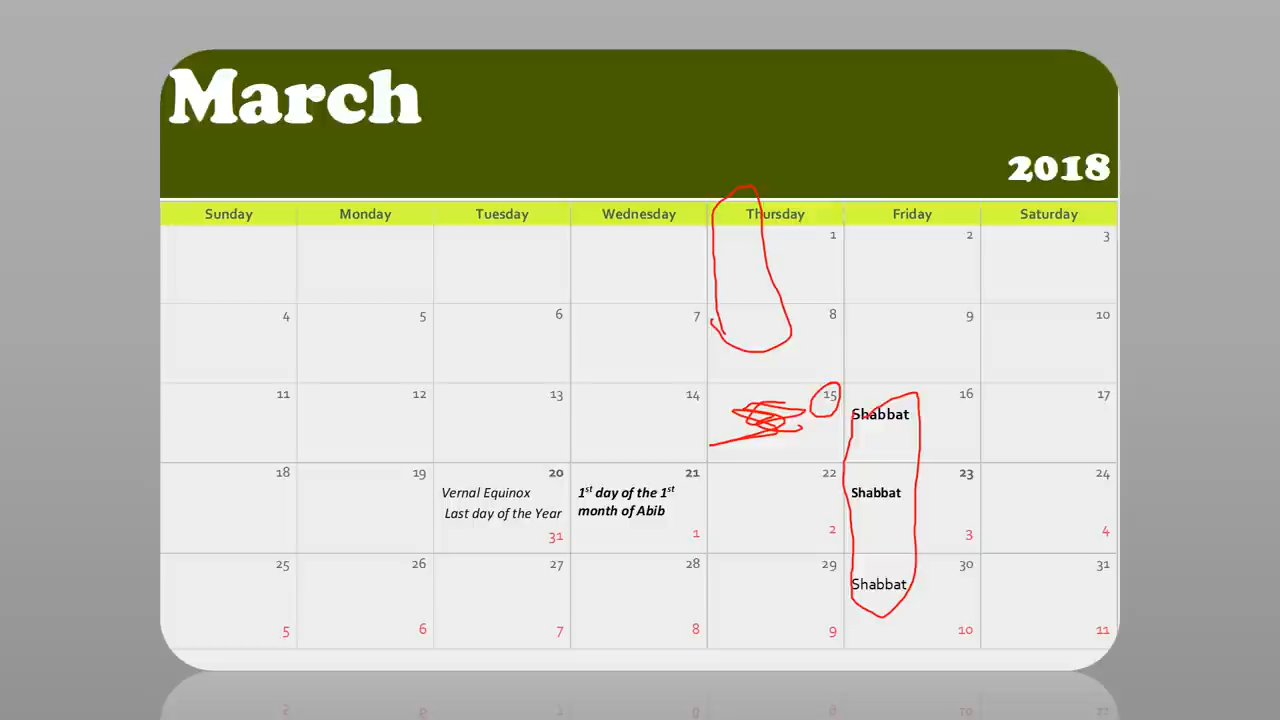 March
2018
Sunday Monday Tuesday Wednesday Thursday Friday Saturday
1 2 3
4 5 6 7 8 9 10
11 12 13 14 15 16 17
Shabbat
18 19 20 21 22 23 24
Vernal Equinox 1st day of the 1st Shabbat
Last day of the Year month of Abib
31 1 2 3 4
25 26 27 28 29 30 31
Shabbat
5 6 7 8 9 10 11